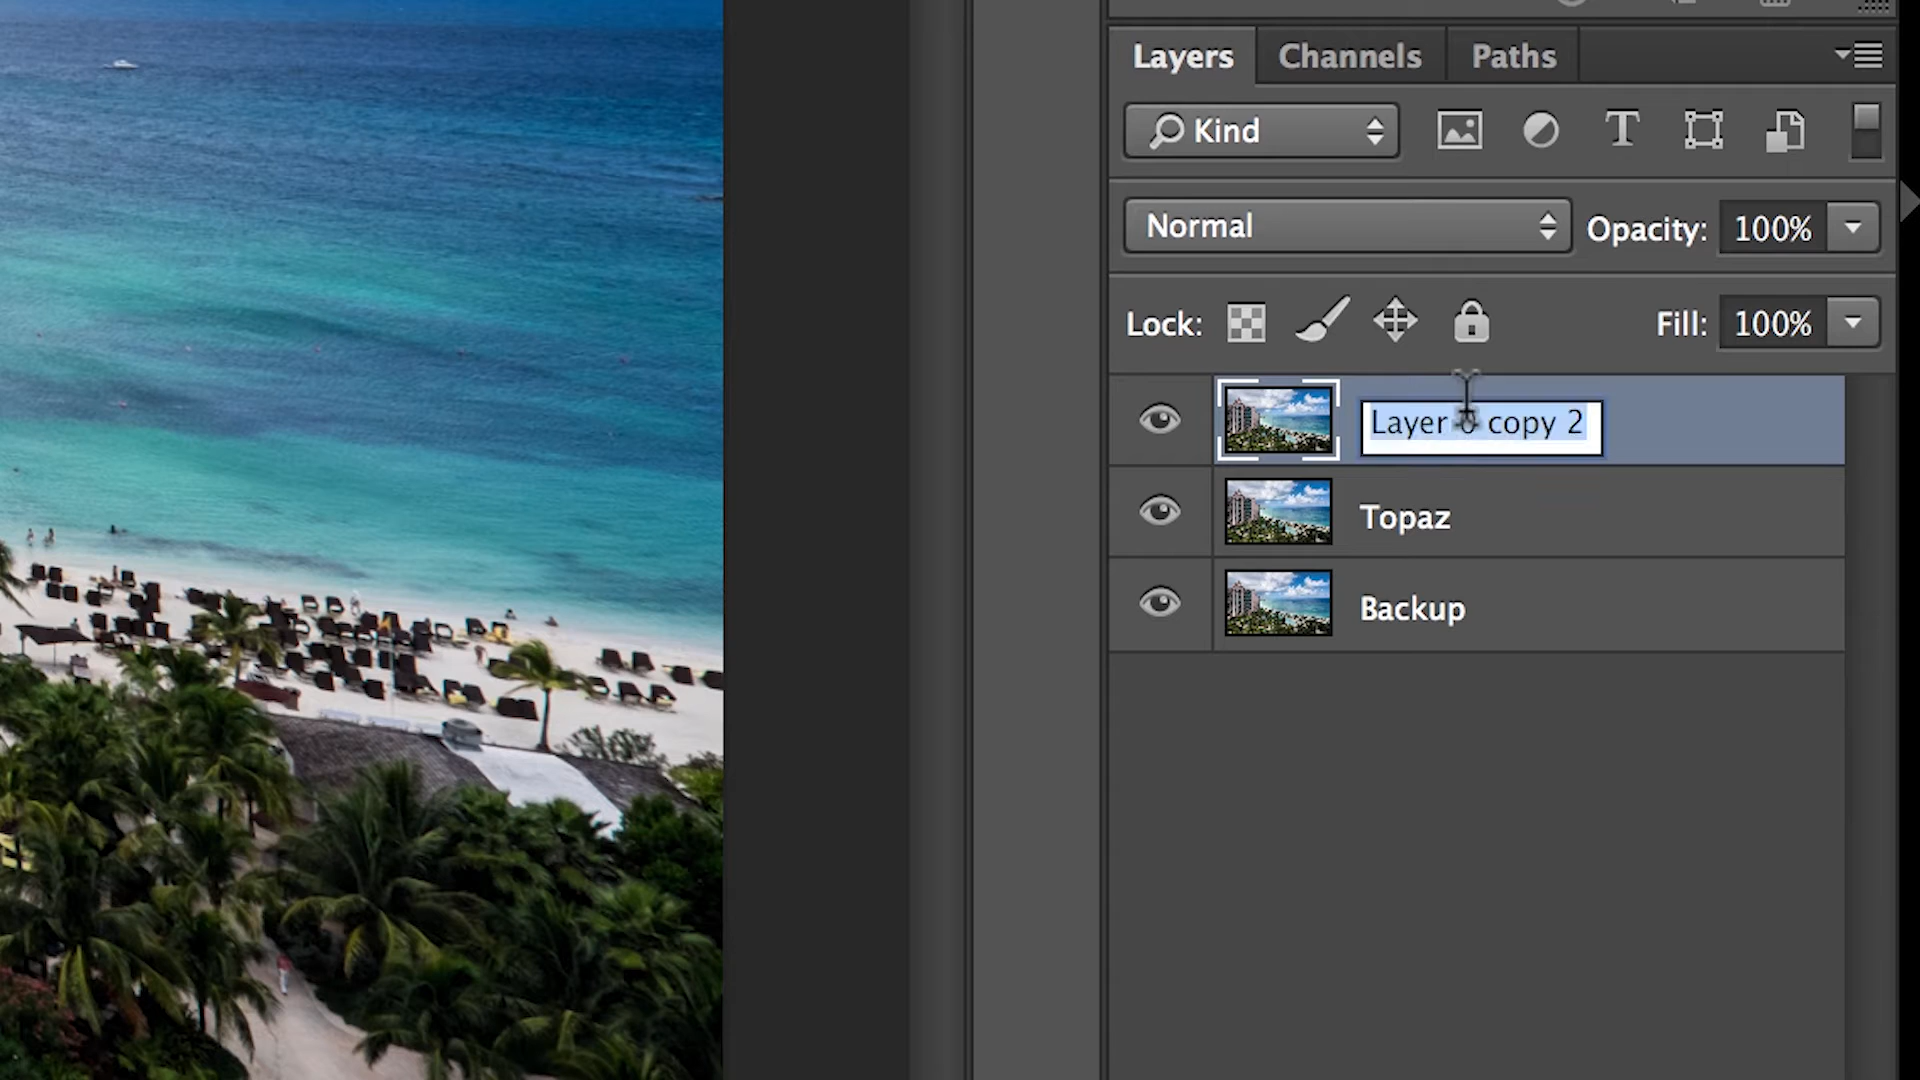 Layers Channels Paths
Kind
Normal Opacity: 100%
Lock: Fill: 100%
Layer 0 copy 2
Topaz
Backup